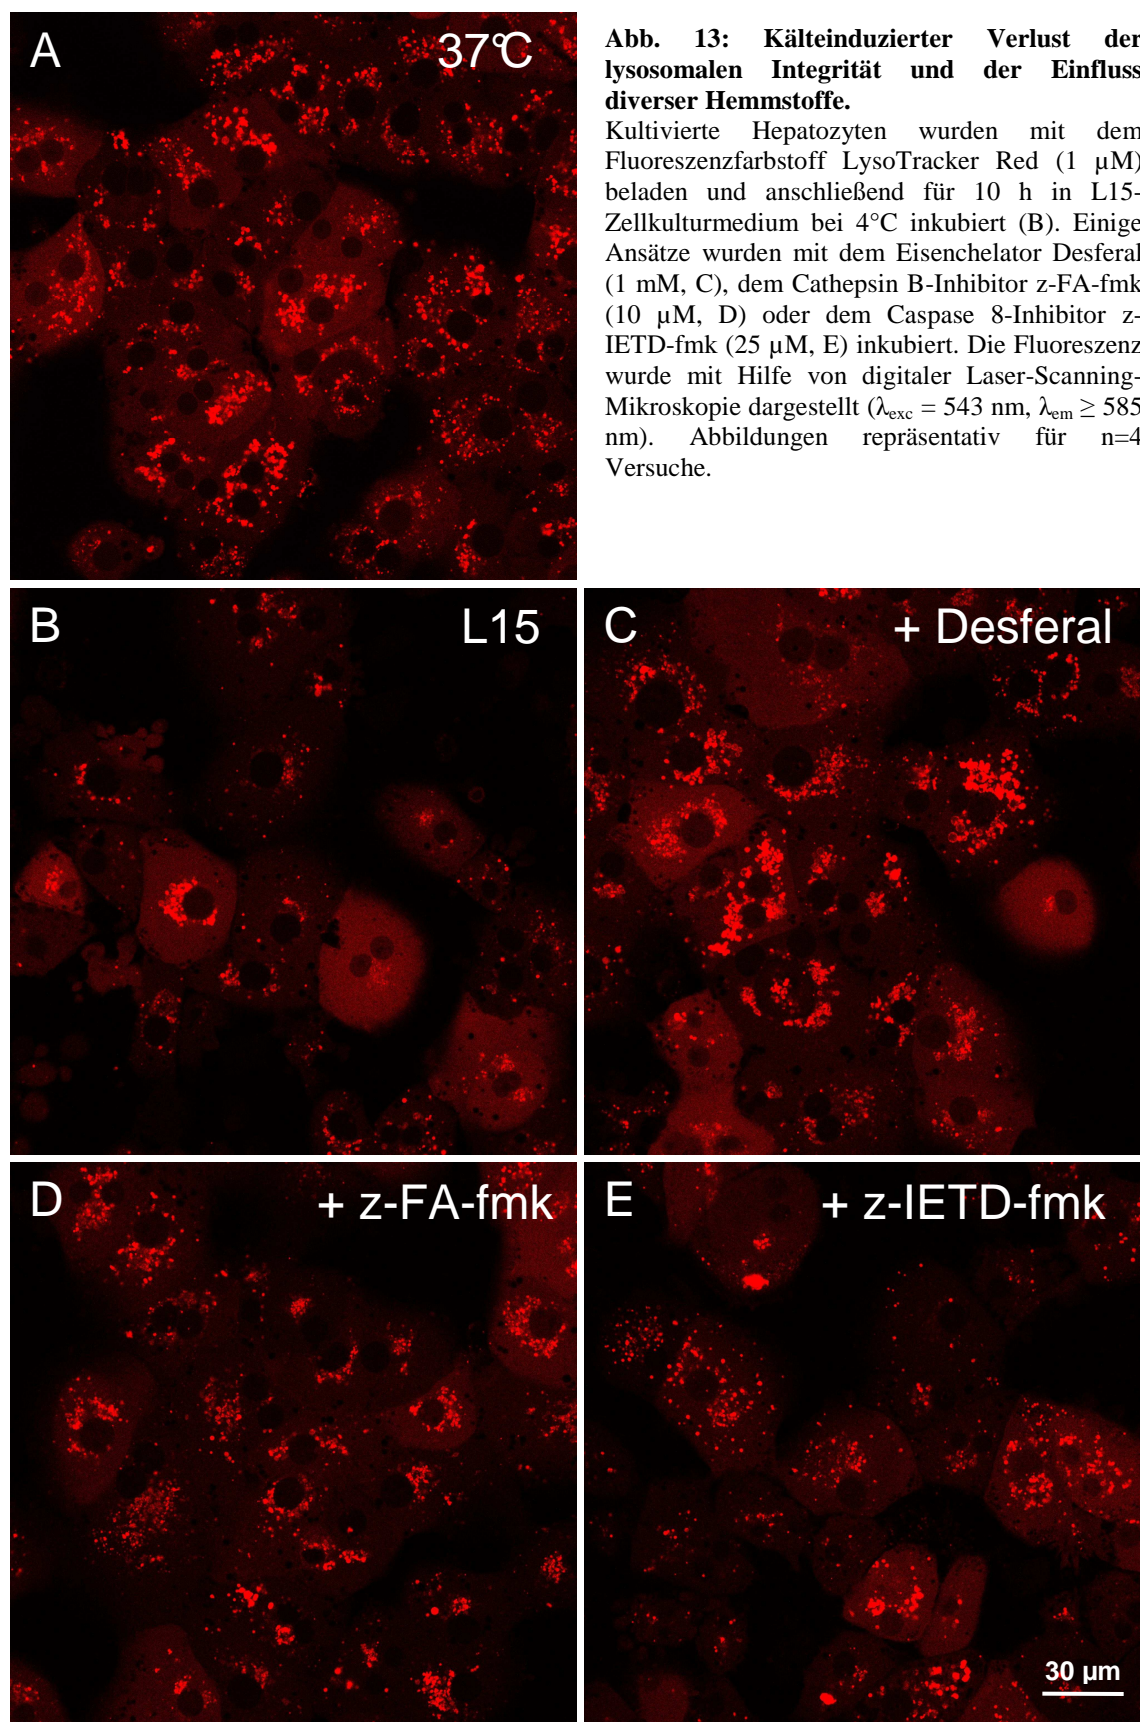 A 37°C
Abb. 13: Kälteinduzierter Verlust der
lysosomalen Integrität und der Einfluss
diverser Hemmstoffe.
Kultivierte Hepatozyten wurden mit dem
Fluoreszenzfarbstoff LysoTracker Red (1 µM)
beladen und anschließend für 10 h in L15-
Zellkulturmedium bei 4°C inkubiert (B). Einige
Ansätze wurden mit dem Eisenchelator Desferal
(1 mM, C), dem Cathepsin B-Inhibitor z-FA-fmk
(10 µM, D) oder dem Caspase 8-Inhibitor z-
IETD-fmk (25 µM, E) inkubiert. Die Fluoreszenz
wurde mit Hilfe von digitaler Laser-Scanning-
Mikroskopie dargestellt (λexc = 543 nm, λem ≥ 585
nm). Abbildungen repräsentativ für n=4
Versuche.
B L15
C + Desferal
D + z-FA-fmk
E + z-IETD-fmk
30 µm